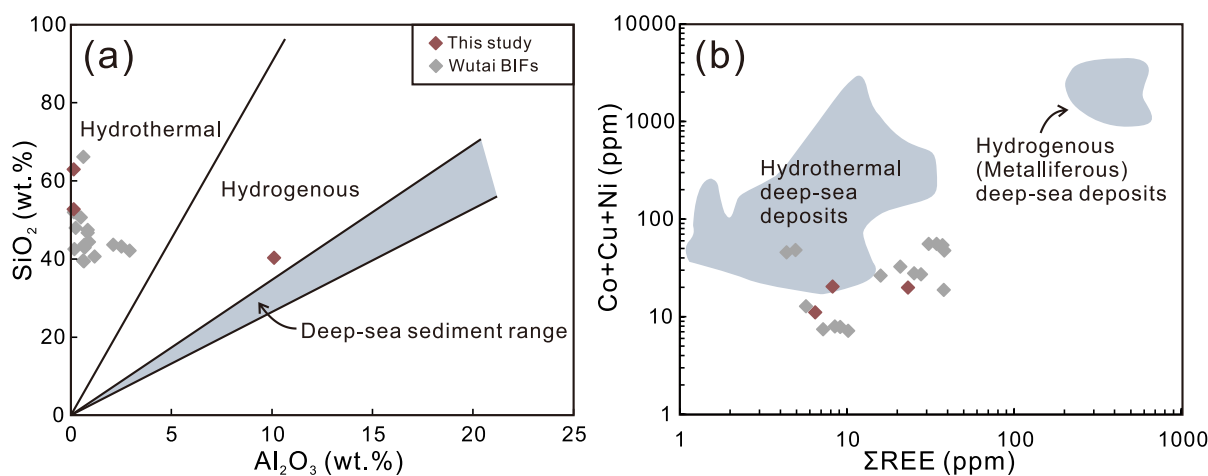 (a)
This study
Wutai BIFs
Hydrothermal
Hydrogenous
Deep-sea sediment range
SiO₂ (wt.%)
100
80
60
40
20
0
0 5 10 15 20 25
Al₂O₃ (wt.%)
(b)
Hydrothermal
deep-sea
deposits
Hydrogenous
(Metalliferous)
deep-sea deposits
Co+Cu+Ni (ppm)
10000
1000
100
10
1
1 10 100 1000
ΣREE (ppm)